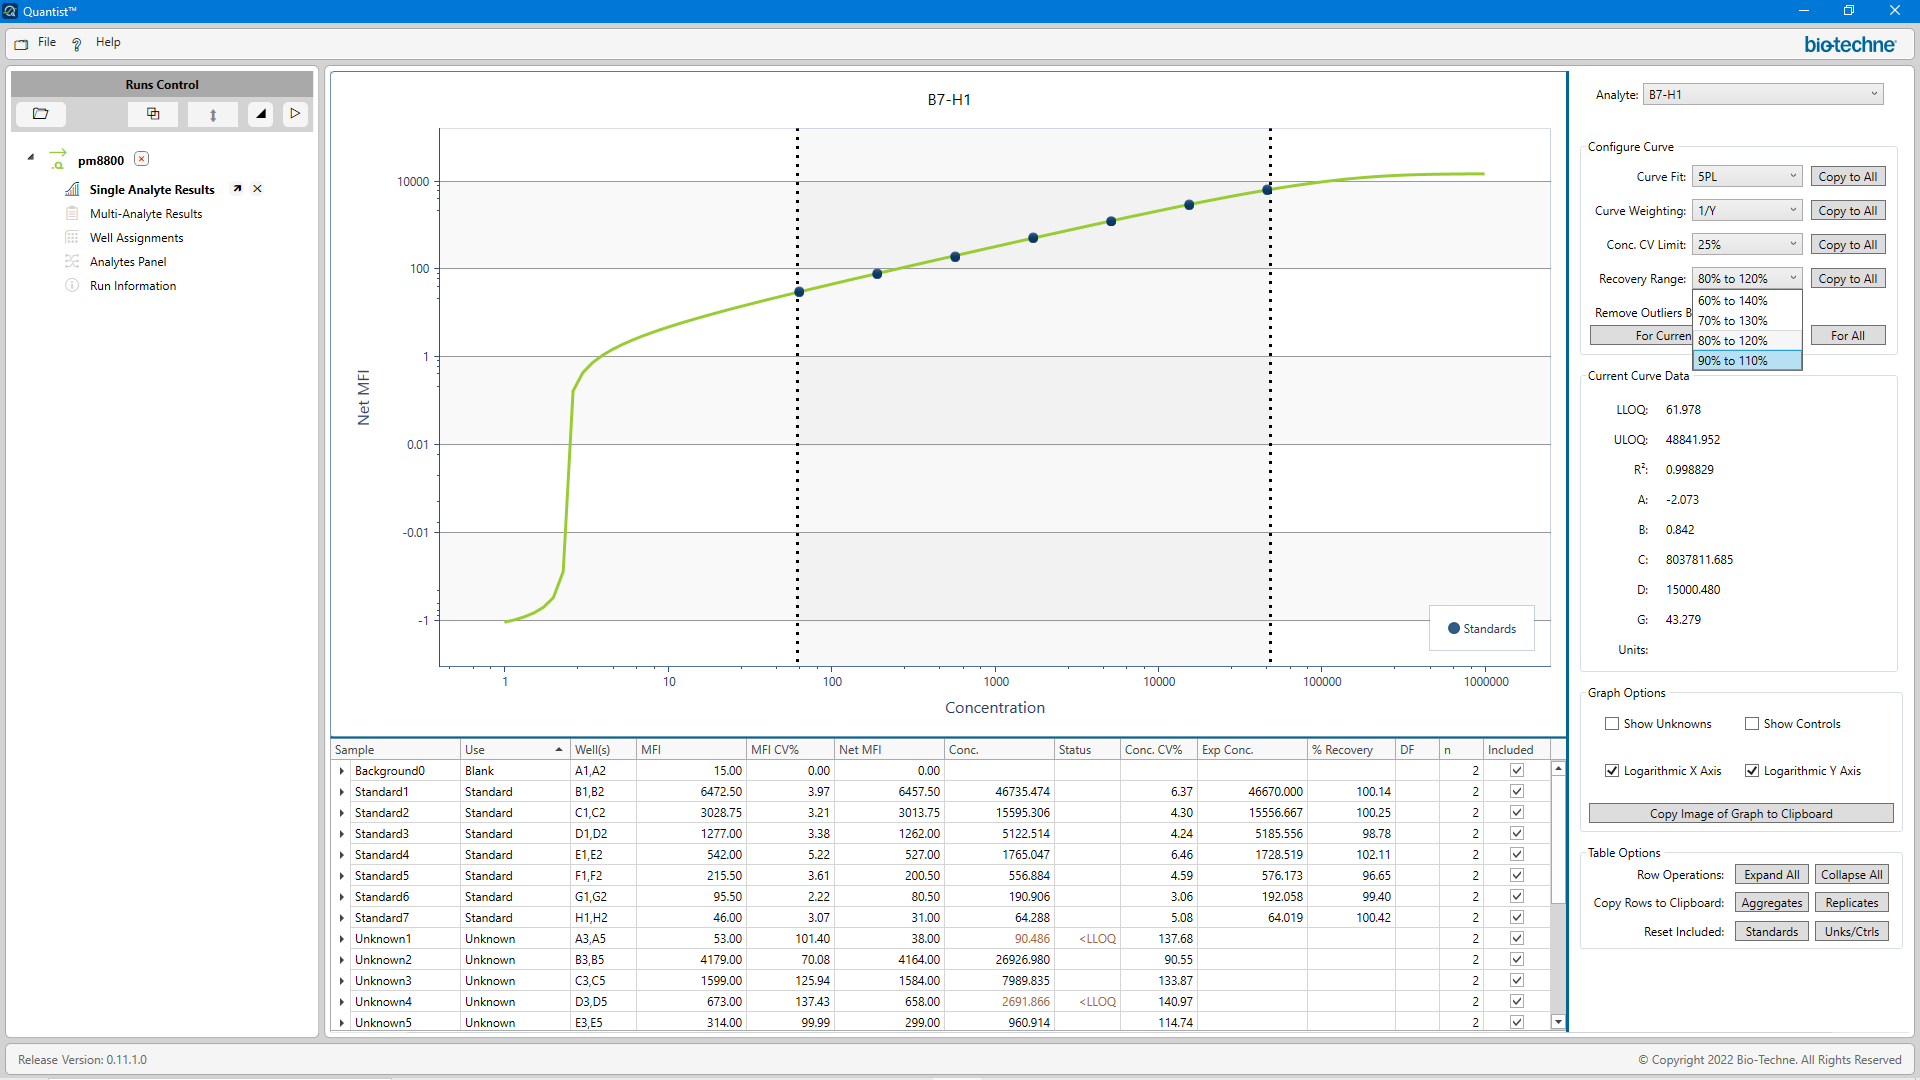 Quantist™
File Help
bio-techne
Runs Control
pm8800
Single Analyte Results
Multi-Analyte Results
Well Assignments
Analytes Panel
Run Information
B7-H1
Net MFI
10000
100
1
0.01
-0.01
-1
1 10 100 1000 10000 100000 1000000
Concentration
Standards
Sample Use Well(s) MFI MFI CV% Net MFI Conc. Status Conc. CV% Exp Conc. % Recovery DF n Included
Background0 Blank A1,A2 15.00 0.00 0.00 2
Standard1 Standard B1,B2 6472.50 3.97 6457.50 46735.474 6.37 46670.000 100.14 2
Standard2 Standard C1,C2 3028.75 3.21 3013.75 15595.306 4.30 15556.667 100.25 2
Standard3 Standard D1,D2 1277.00 3.38 1262.00 5122.514 4.24 5185.556 98.78 2
Standard4 Standard E1,E2 542.00 5.22 527.00 1765.047 6.46 1728.519 102.11 2
Standard5 Standard F1,F2 215.50 3.61 200.50 556.884 4.59 576.173 96.65 2
Standard6 Standard G1,G2 95.50 2.22 80.50 190.906 3.06 192.058 99.40 2
Standard7 Standard H1,H2 46.00 3.07 31.00 64.288 5.08 64.019 100.42 2
Unknown1 Unknown A3,A5 53.00 101.40 38.00 90.486 <LLOQ 137.68 2
Unknown2 Unknown B3,B5 4179.00 70.08 4164.00 26926.980 90.55 2
Unknown3 Unknown C3,C5 1599.00 125.94 1584.00 7989.835 133.87 2
Unknown4 Unknown D3,D5 673.00 137.43 658.00 2691.866 <LLOQ 140.97 2
Unknown5 Unknown E3,E5 314.00 99.99 299.00 960.914 114.74 2
Analyte: B7-H1
Configure Curve
Curve Fit: 5PL Copy to All
Curve Weighting: 1/Y Copy to All
Conc. CV Limit: 25% Copy to All
Recovery Range: 80% to 120% Copy to All
60% to 140%
70% to 130%
80% to 120%
90% to 110%
Remove Outliers B
For Curren For All
Current Curve Data
LLOQ: 61.978
ULOQ: 48841.952
R²: 0.998829
A: -2.073
B: 0.842
C: 8037811.685
D: 15000.480
G: 43.279
Units:
Graph Options
Show Unknowns Show Controls
Logarithmic X Axis Logarithmic Y Axis
Copy Image of Graph to Clipboard
Table Options
Row Operations: Expand All Collapse All
Copy Rows to Clipboard: Aggregates Replicates
Reset Included: Standards Unks/Ctrls
Release Version: 0.11.1.0
© Copyright 2022 Bio-Techne. All Rights Reserved